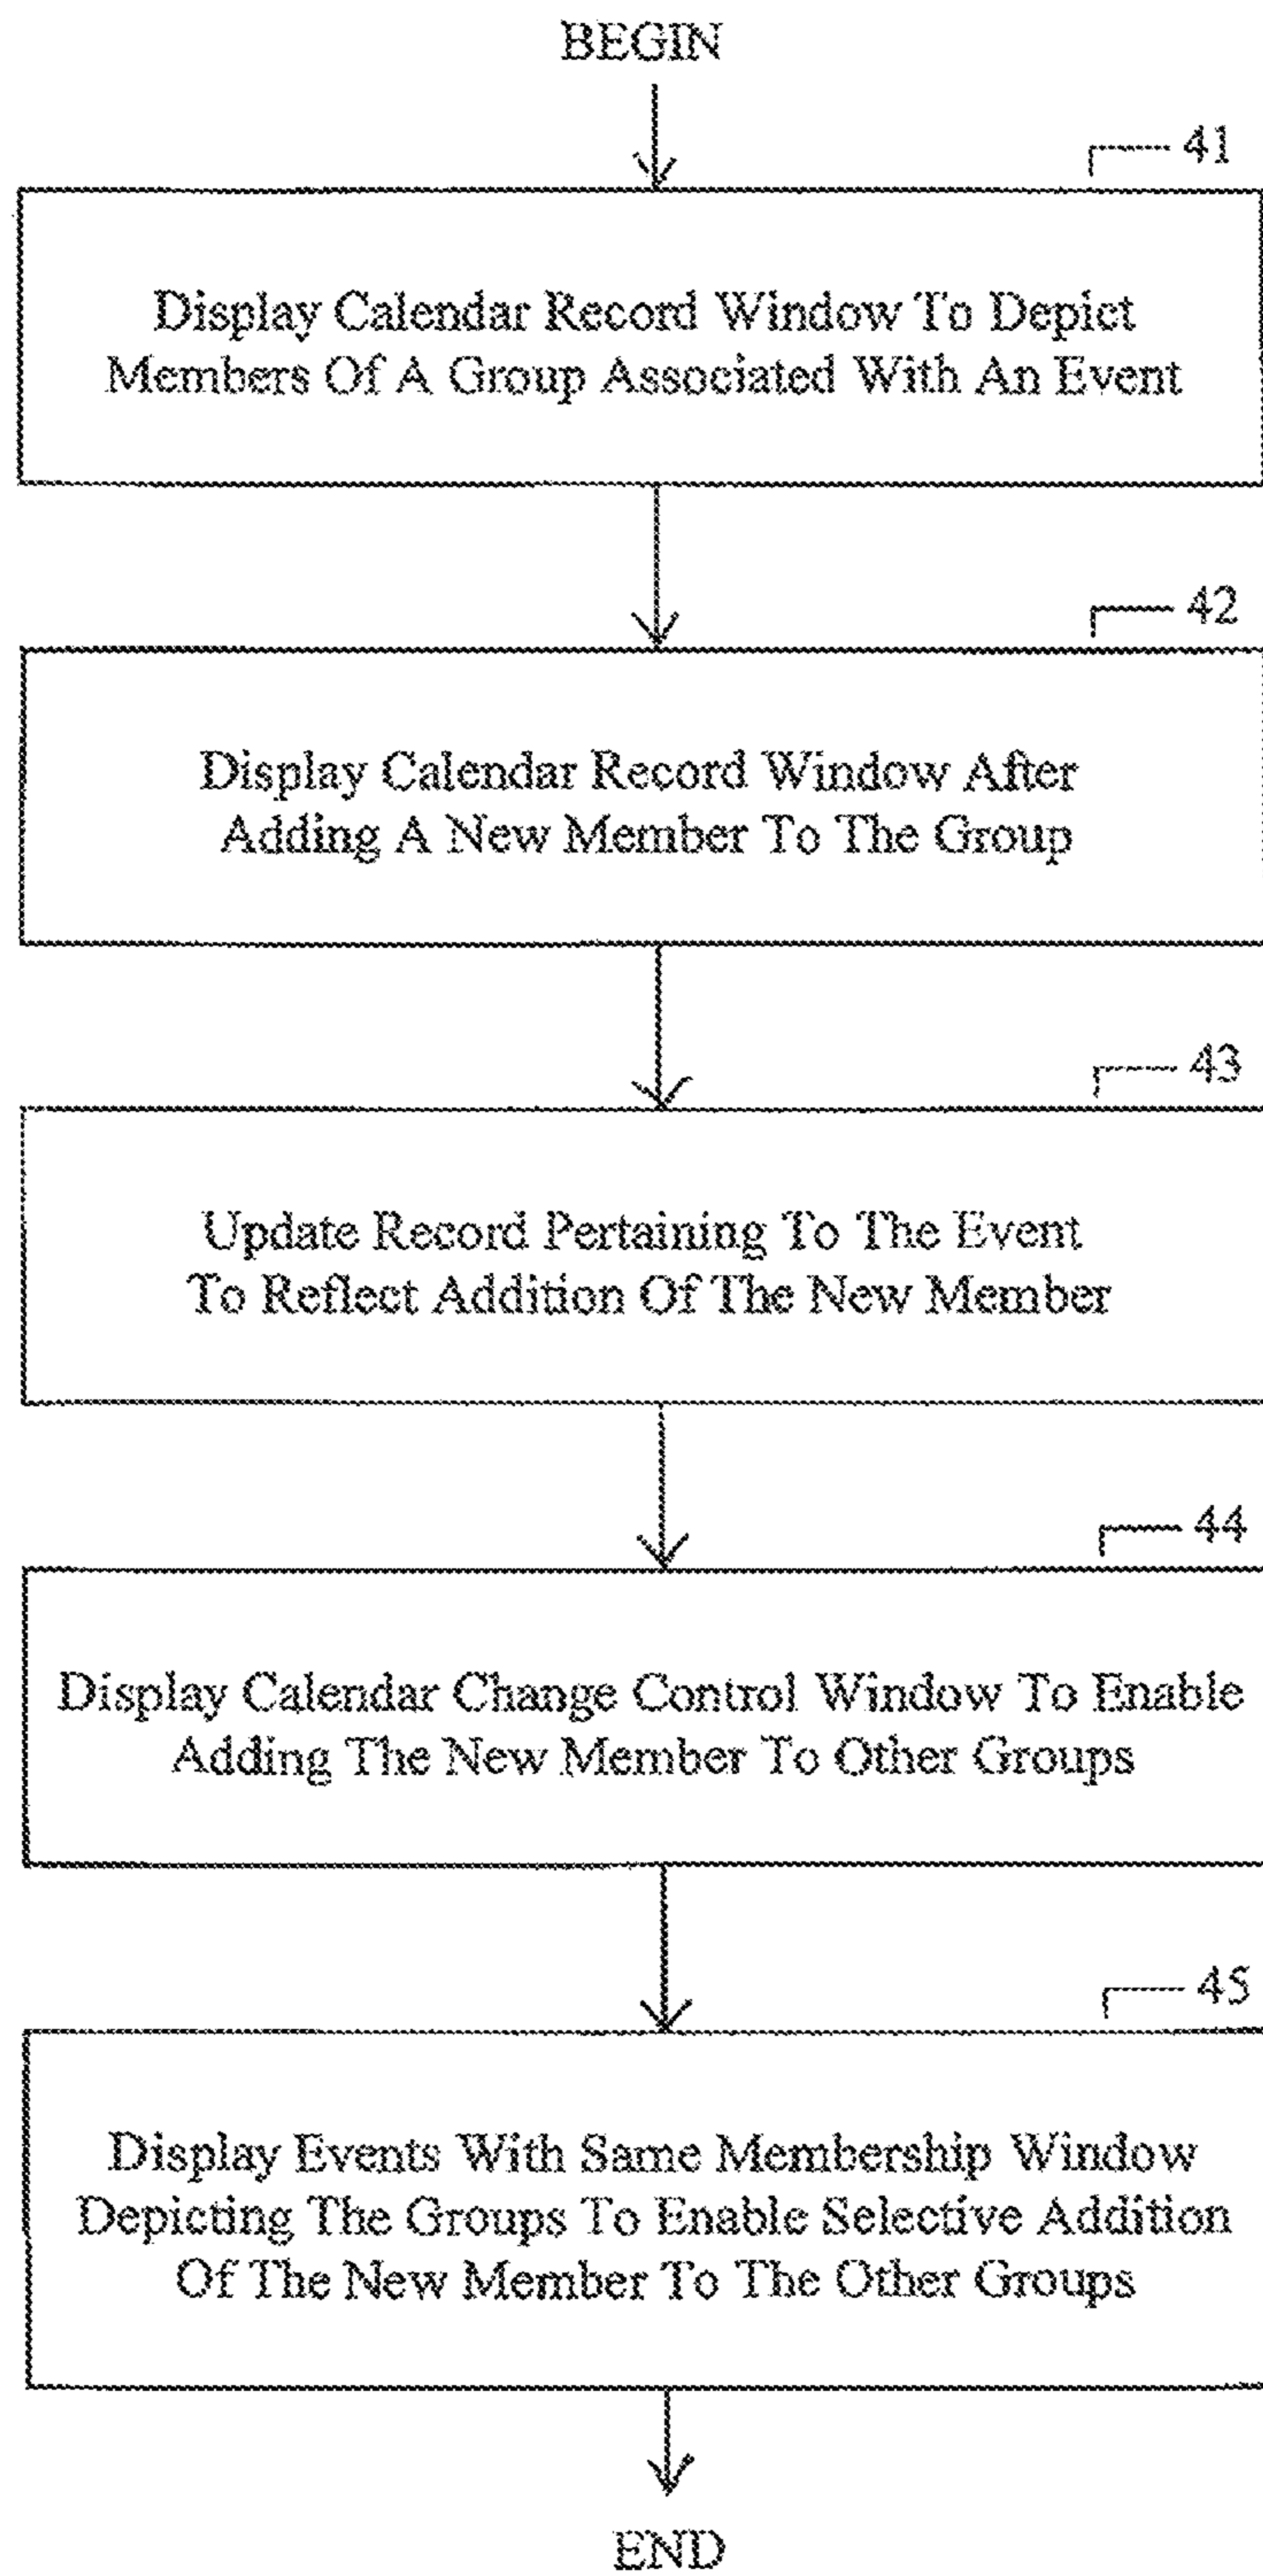 BEGIN
41
Display Calendar Record Window To Depict
Members Of A Group Associated With An Event
42
Display Calendar Record Window After
Adding A New Member To The Group
43
Update Record Pertaining To The Event
To Reflect Addition Of The New Member
44
Display Calendar Change Control Window To Enable
Adding The New Member To Other Groups
45
Display Events With Same Membership Window
Depicting The Groups To Enable Selective Addition
Of The New Member To The Other Groups
END